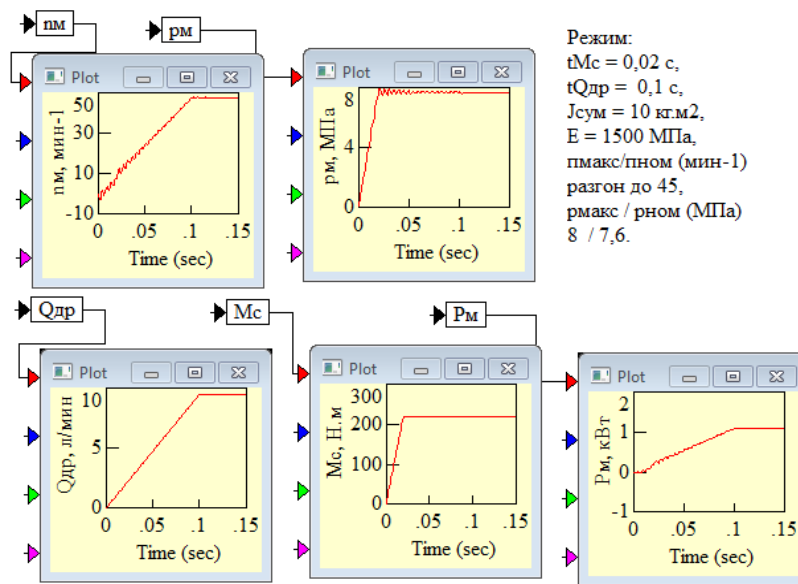 nм
pм
Режим:
tMc = 0,02 с,
tQдр = 0,1 с,
Jсум = 10 кг.м2,
E = 1500 МПа,
пмакс/пном (мин-1)
разгон до 45,
pмакс / pном (МПа)
8 / 7,6.
Plot
nм, мин-1
50
30
10
-10
0 .05 .1 .15
Time (sec)
Plot
pм, МПа
8
4
0
0 .05 .1 .15
Time (sec)
Qдр
Mc
Pм
Plot
Qдр, л/мин
10
5
0
0 .05 .1 .15
Time (sec)
Plot
Mc, Н.м
300
200
100
0
0 .05 .1 .15
Time (sec)
Plot
Pм, кВт
2
1
0
-1
0 .05 .1 .15
Time (sec)